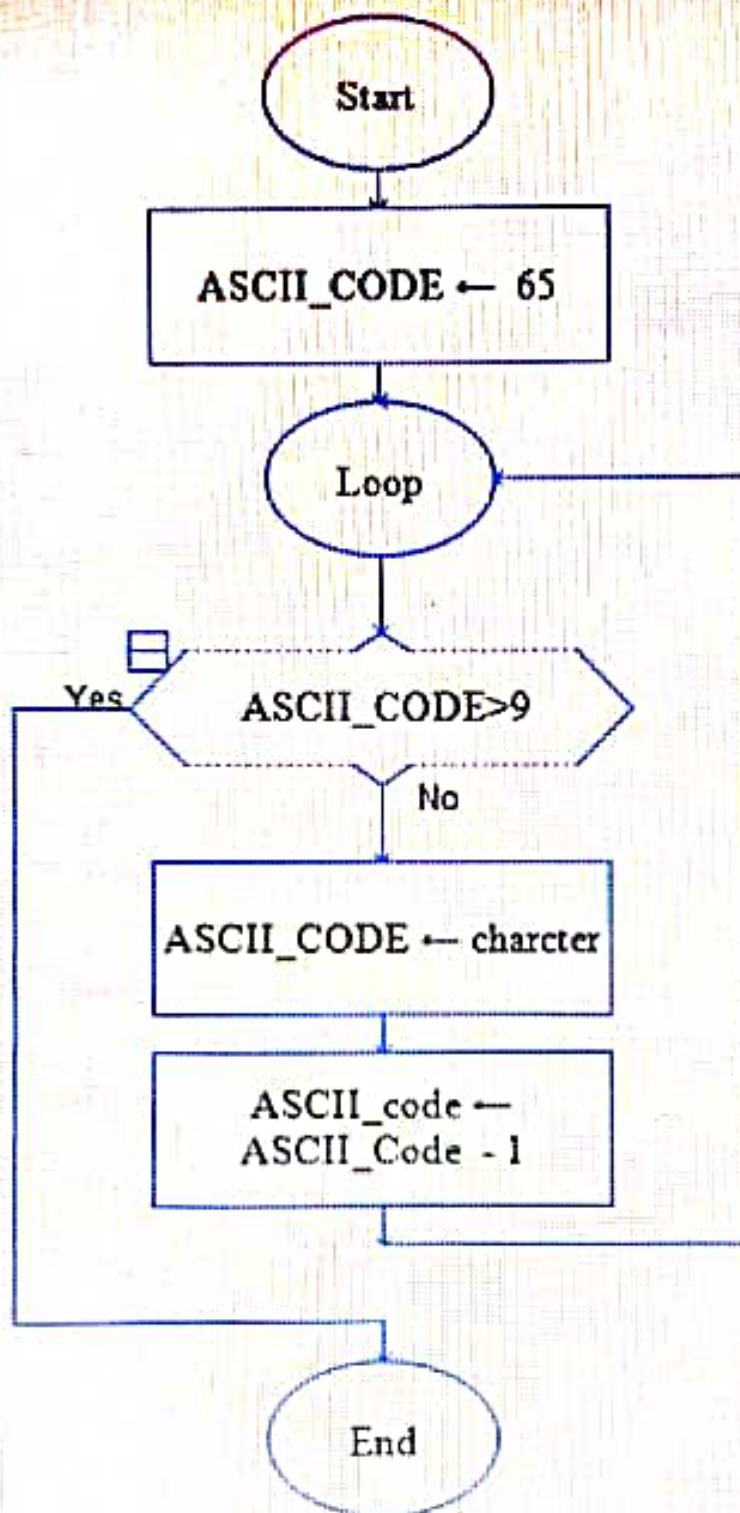 Start
ASCII_CODE ← 65
Loop
Yes
ASCII_CODE>9
No
ASCII_CODE ← charcter
ASCII_code ←
ASCII_Code - 1
End